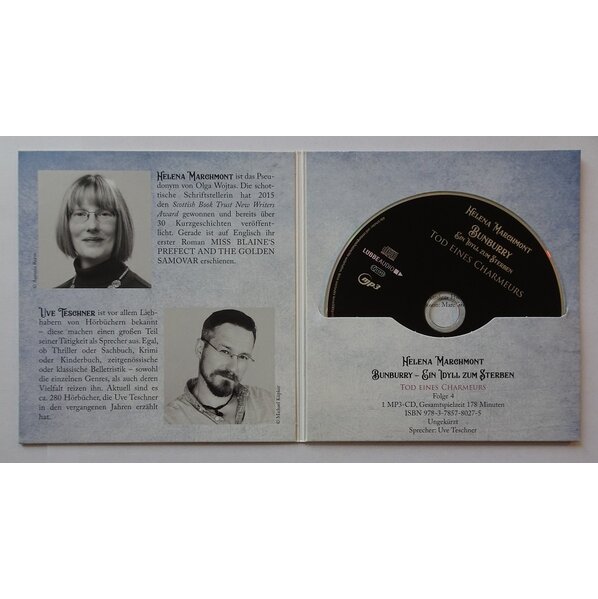 HELENA MARCHMONT ist das Pseu-
donym von Olga Wojtas. Die schot-
tische Schriftstellerin hat 2015
den Scottish Book Trust New Writers
Award gewonnen und bereits über
30 Kurzgeschichten veröffent-
licht. Gerade ist auf Englisch ihr
erster Roman MISS BLAINE'S
PREFECT AND THE GOLDEN
SAMOVAR erschienen.
UVE TESCHNER ist vor allem Lieb-
habern von Hörbüchern bekannt
– diese machen einen großen Teil
seiner Tätigkeit als Sprecher aus. Egal,
ob Thriller oder Sachbuch, Krimi
oder Kinderbuch, zeitgenössische
oder klassische Belletristik – sowohl
die einzelnen Genres, als auch deren
Vielfalt reizen ihn. Aktuell sind es
ca. 280 Hörbücher, die Uve Teschner
in den vergangenen Jahren erzählt
hat.
HELENA MARCHMONT
BUNBURRY
EIN IDYLL ZUM STERBEN
TOD EINES CHARMEURS
LÜBBEAUDIO
mp3
HELENA MARCHMONT
BUNBURRY – EIN IDYLL ZUM STERBEN
TOD EINES CHARMEURS
Folge 4
1 MP3-CD, Gesamtspielzeit 178 Minuten
ISBN 978-3-7857-8027-5
Ungekürzt
Sprecher: Uve Teschner